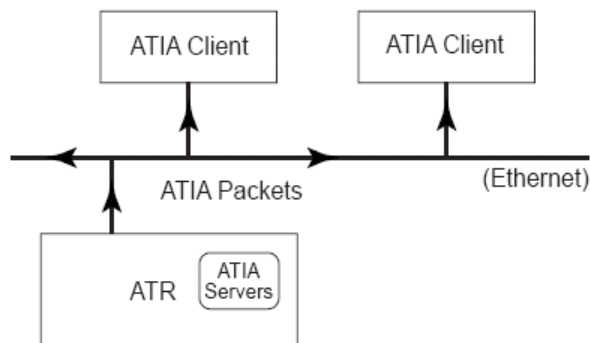 ATIA Client
ATIA Client
ATIA Packets
(Ethernet)
ATR
ATIA
Servers